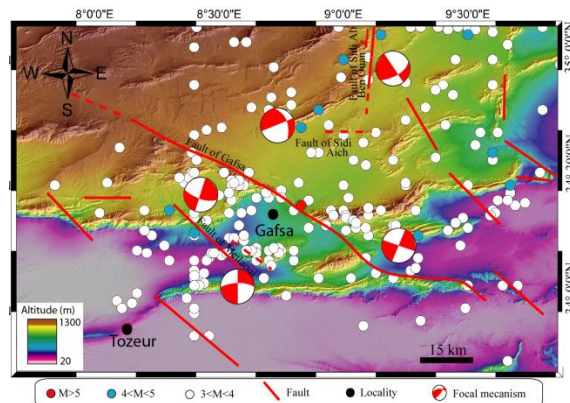 8°0'0"E 8°30'0"E 9°0'0"E 9°30'0"E
N
W E
S
Fault of Sidi Ali
Ben Oun
Fault of Sidi
Aich
Fault of Gafsa
Gafsa
Tozeur
Altitude (m)
1300
20
15 km
M>5 4<M<5 3<M<4 Fault Locality Focal mecanism